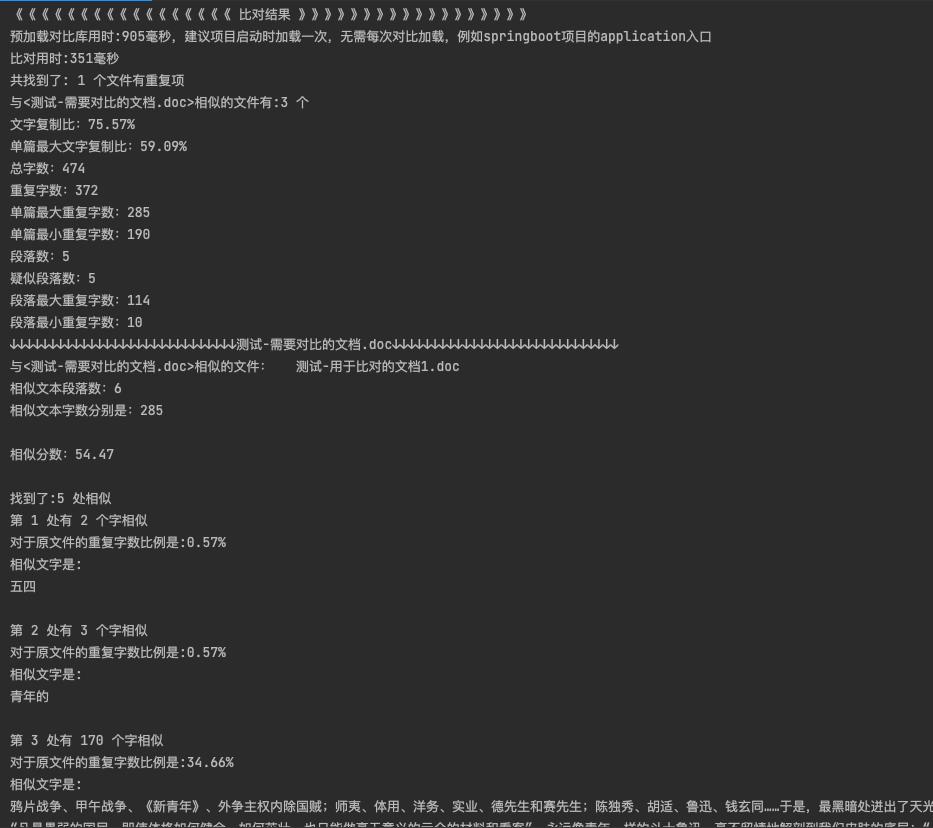 《 《 《 《 《 《 《 《 《 《 《 《 《 《 《 《 《 比对结果 》 》 》 》 》 》 》 》 》 》 》 》 》 》 》 》 》 》
预加载对比库用时:905毫秒，建议项目启动时加载一次，无需每次对比加载，例如springboot项目的application入口
比对用时:351毫秒
共找到了: 1 个文件有重复项
与<测试-需要对比的文档.doc>相似的文件有:3 个
文字复制比: 75.57%
单篇最大文字复制比: 59.09%
总字数: 474
重复字数: 372
单篇最大重复字数: 285
单篇最小重复字数: 190
段落数: 5
疑似段落数: 5
段落最大重复字数: 114
段落最小重复字数: 10
↓↓↓↓↓↓↓↓↓↓↓↓↓↓↓↓↓↓↓↓↓↓↓↓↓↓↓↓↓测试-需要对比的文档.doc↓↓↓↓↓↓↓↓↓↓↓↓↓↓↓↓↓↓↓↓↓↓↓↓↓↓↓↓↓
与<测试-需要对比的文档.doc>相似的文件: 测试-用于比对的文档1.doc
相似文本段落数: 6
相似文本字数分别是: 285
相似分数: 54.47
找到了:5 处相似
第 1 处有 2 个字相似
对于原文件的重复字数比例是:0.57%
相似文字是:
五四
第 2 处有 3 个字相似
对于原文件的重复字数比例是:0.57%
相似文字是:
青年的
第 3 处有 170 个字相似
对于原文件的重复字数比例是:34.66%
相似文字是:
鸦片战争、甲午战争、《新青年》、外争主权内除国贼；师夷、体用、洋务、实业、德先生和赛先生；陈独秀、胡适、鲁迅、钱玄同……于是，最黑暗处迸出了天光